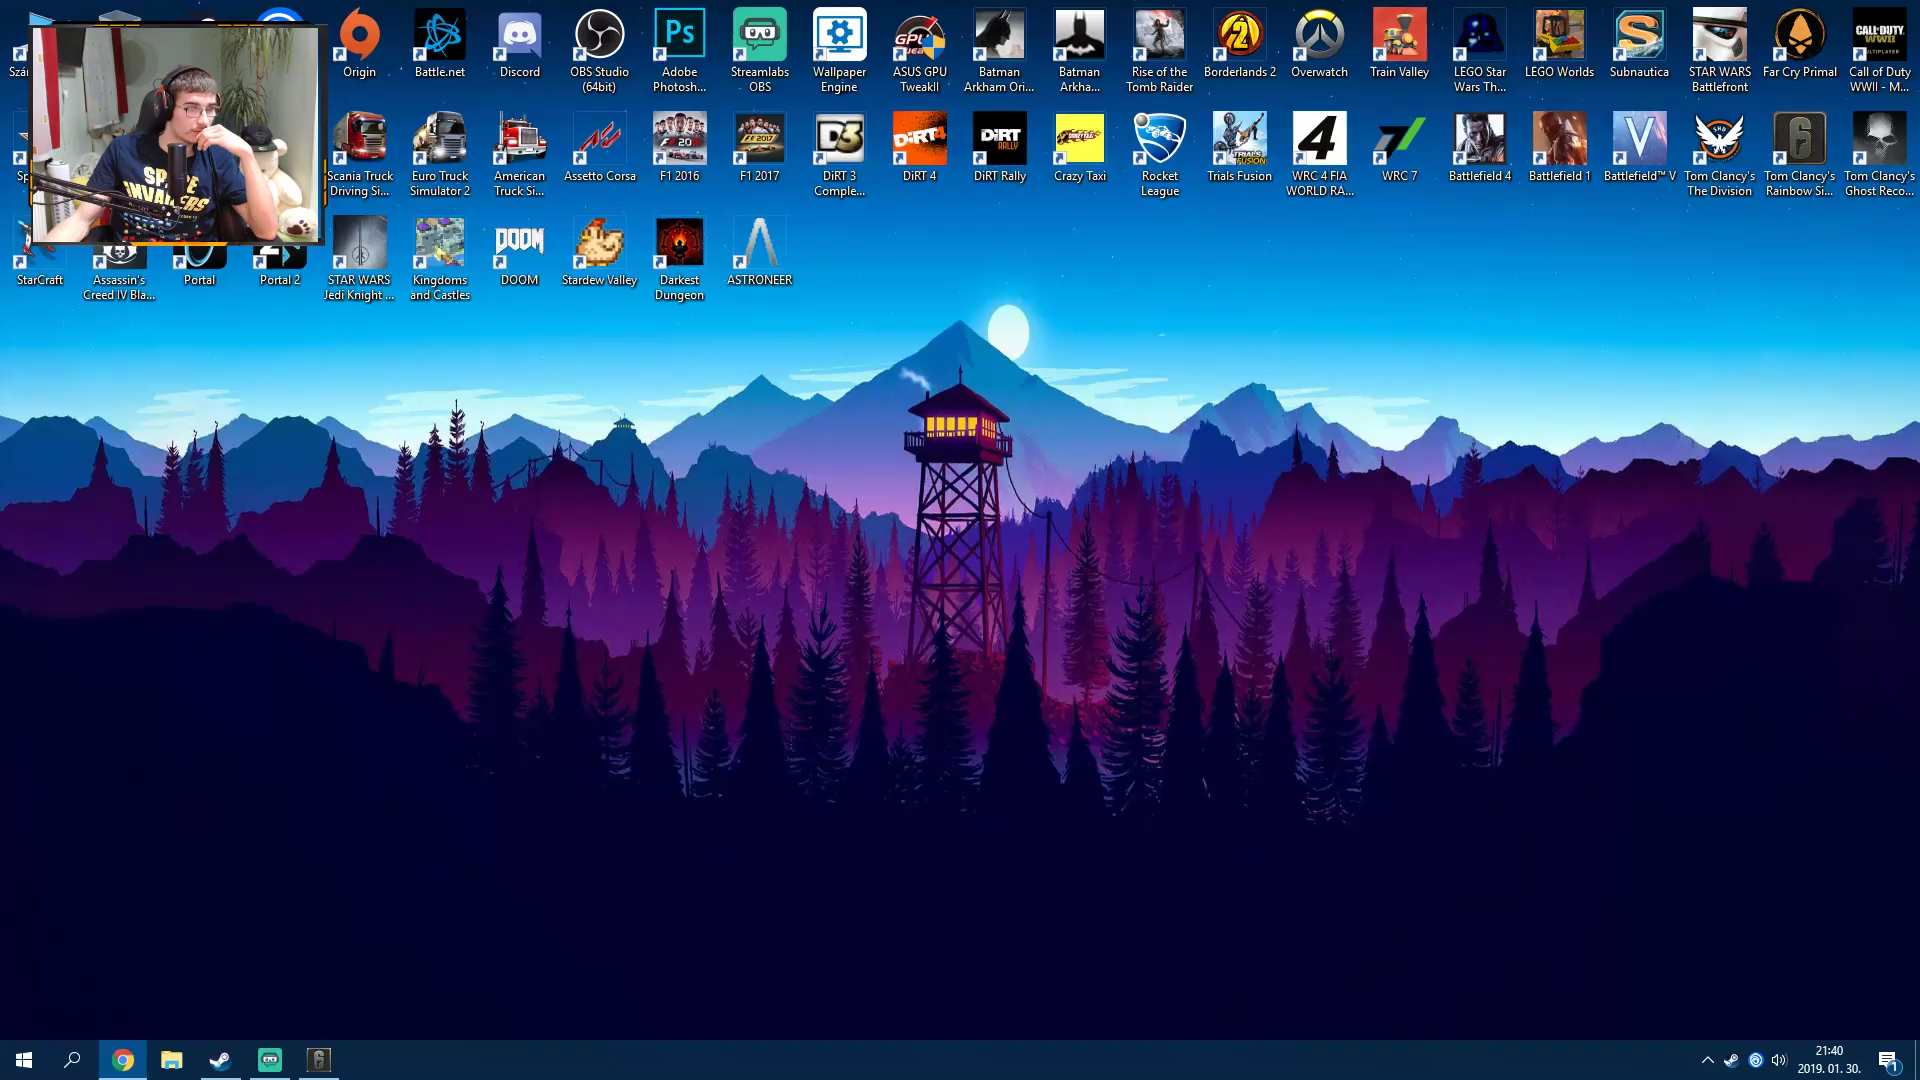 Origin
Battle.net
Discord
OBS Studio
(64bit)
Adobe
Photosh...
Streamlabs
OBS
Wallpaper
Engine
ASUS GPU
TweakII
Batman
Arkham Ori...
Batman
Arkha...
Rise of the
Tomb Raider
Borderlands 2
Overwatch
Train Valley
LEGO Star
Wars Th...
LEGO Worlds
Subnautica
STAR WARS
Battlefront
Far Cry Primal
Call of Duty
WWII - M...
Scania Truck
Driving Si...
Euro Truck
Simulator 2
American
Truck Si...
Assetto Corsa
F1 2016
F1 2017
DiRT 3
Comple...
DiRT 4
DiRT Rally
Crazy Taxi
Rocket
League
Trials Fusion
WRC 4 FIA
WORLD RA...
WRC 7
Battlefield 4
Battlefield 1
Battlefield™ V
Tom Clancy's
The Division
Tom Clancy's
Rainbow Si...
Tom Clancy's
Ghost Reco...
StarCraft
Assassin's
Creed IV Bla...
Portal
Portal 2
STAR WARS
Jedi Knight ...
Kingdoms
and Castles
DOOM
Stardew Valley
Darkest
Dungeon
ASTRONEER
21:40
2019. 01. 30.
1